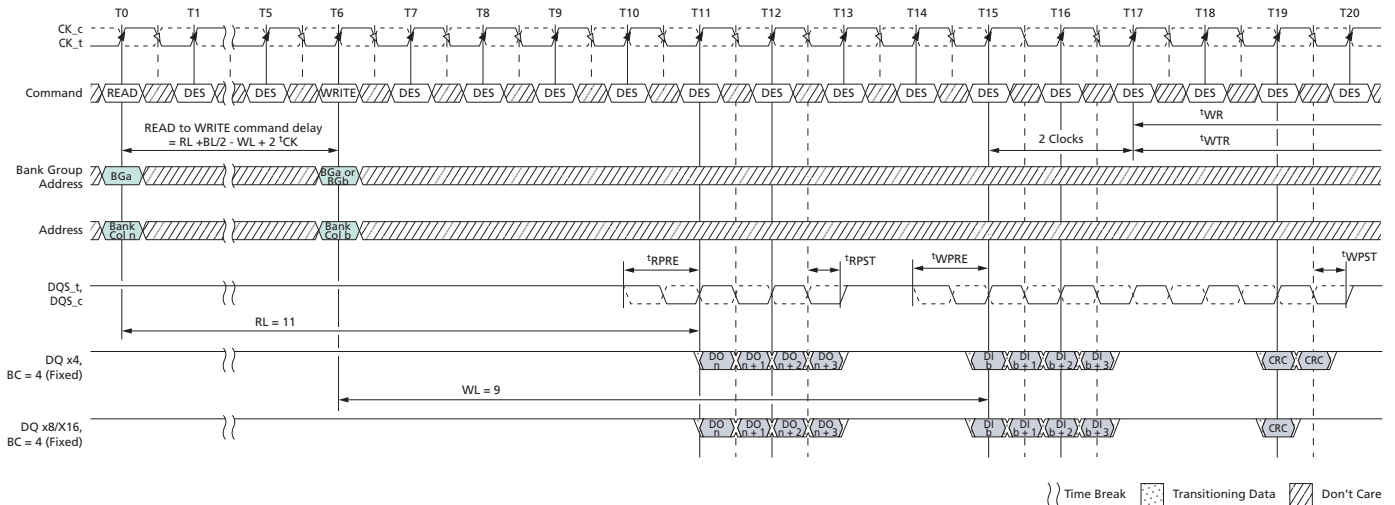 T0 T1 T5 T6 T7 T8 T9 T10 T11 T12 T13 T14 T15 T16 T17 T18 T19 T20
CK_c
CK_t
Command READ DES DES WRITE DES DES DES DES DES DES DES DES DES DES DES DES DES DES
READ to WRITE command delay
= RL +BL/2 - WL + 2 tCK
tWR
2 Clocks
tWTR
Bank Group
Address
BGa
BGa or
BGb
Address
Bank
Col n
Bank
Col b
tRPRE tRPST tWPRE tWPST
DQS_t,
DQS_c
RL = 11
DQ x4,
BC = 4 (Fixed)
DO
n
DO
n + 1
DO
n + 2
DO
n + 3
DI
b
DI
b + 1
DI
b + 2
DI
b + 3
CRC CRC
WL = 9
DQ x8/X16,
BC = 4 (Fixed)
DO
n
DO
n + 1
DO
n + 2
DO
n + 3
DI
b
DI
b + 1
DI
b + 2
DI
b + 3
CRC
Time Break Transitioning Data Don't Care